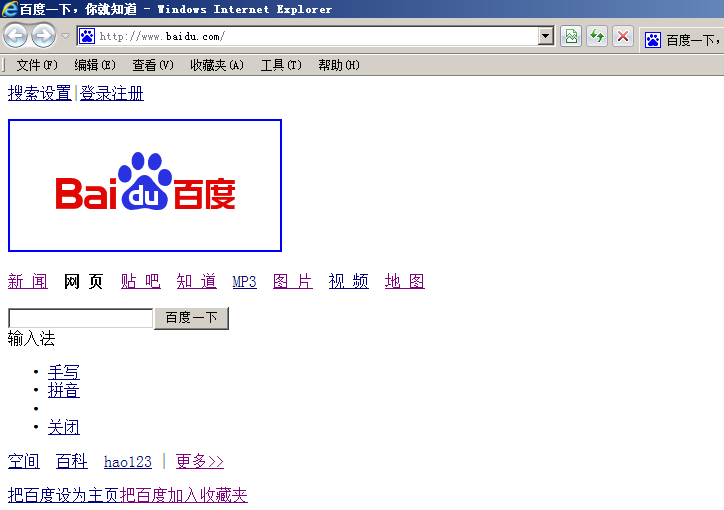 百度一下，你就知道 - Windows Internet Explorer
http://www.baidu.com/
百度一下，
文件(F) 编辑(E) 查看(V) 收藏夹(A) 工具(T) 帮助(H)
搜索设置|登录注册
Bai du 百度
新 闻 网 页 贴 吧 知 道 MP3 图 片 视 频 地 图
百度一下
输入法
手写
拼音
关闭
空间 百科 hao123 | 更多>>
把百度设为主页把百度加入收藏夹